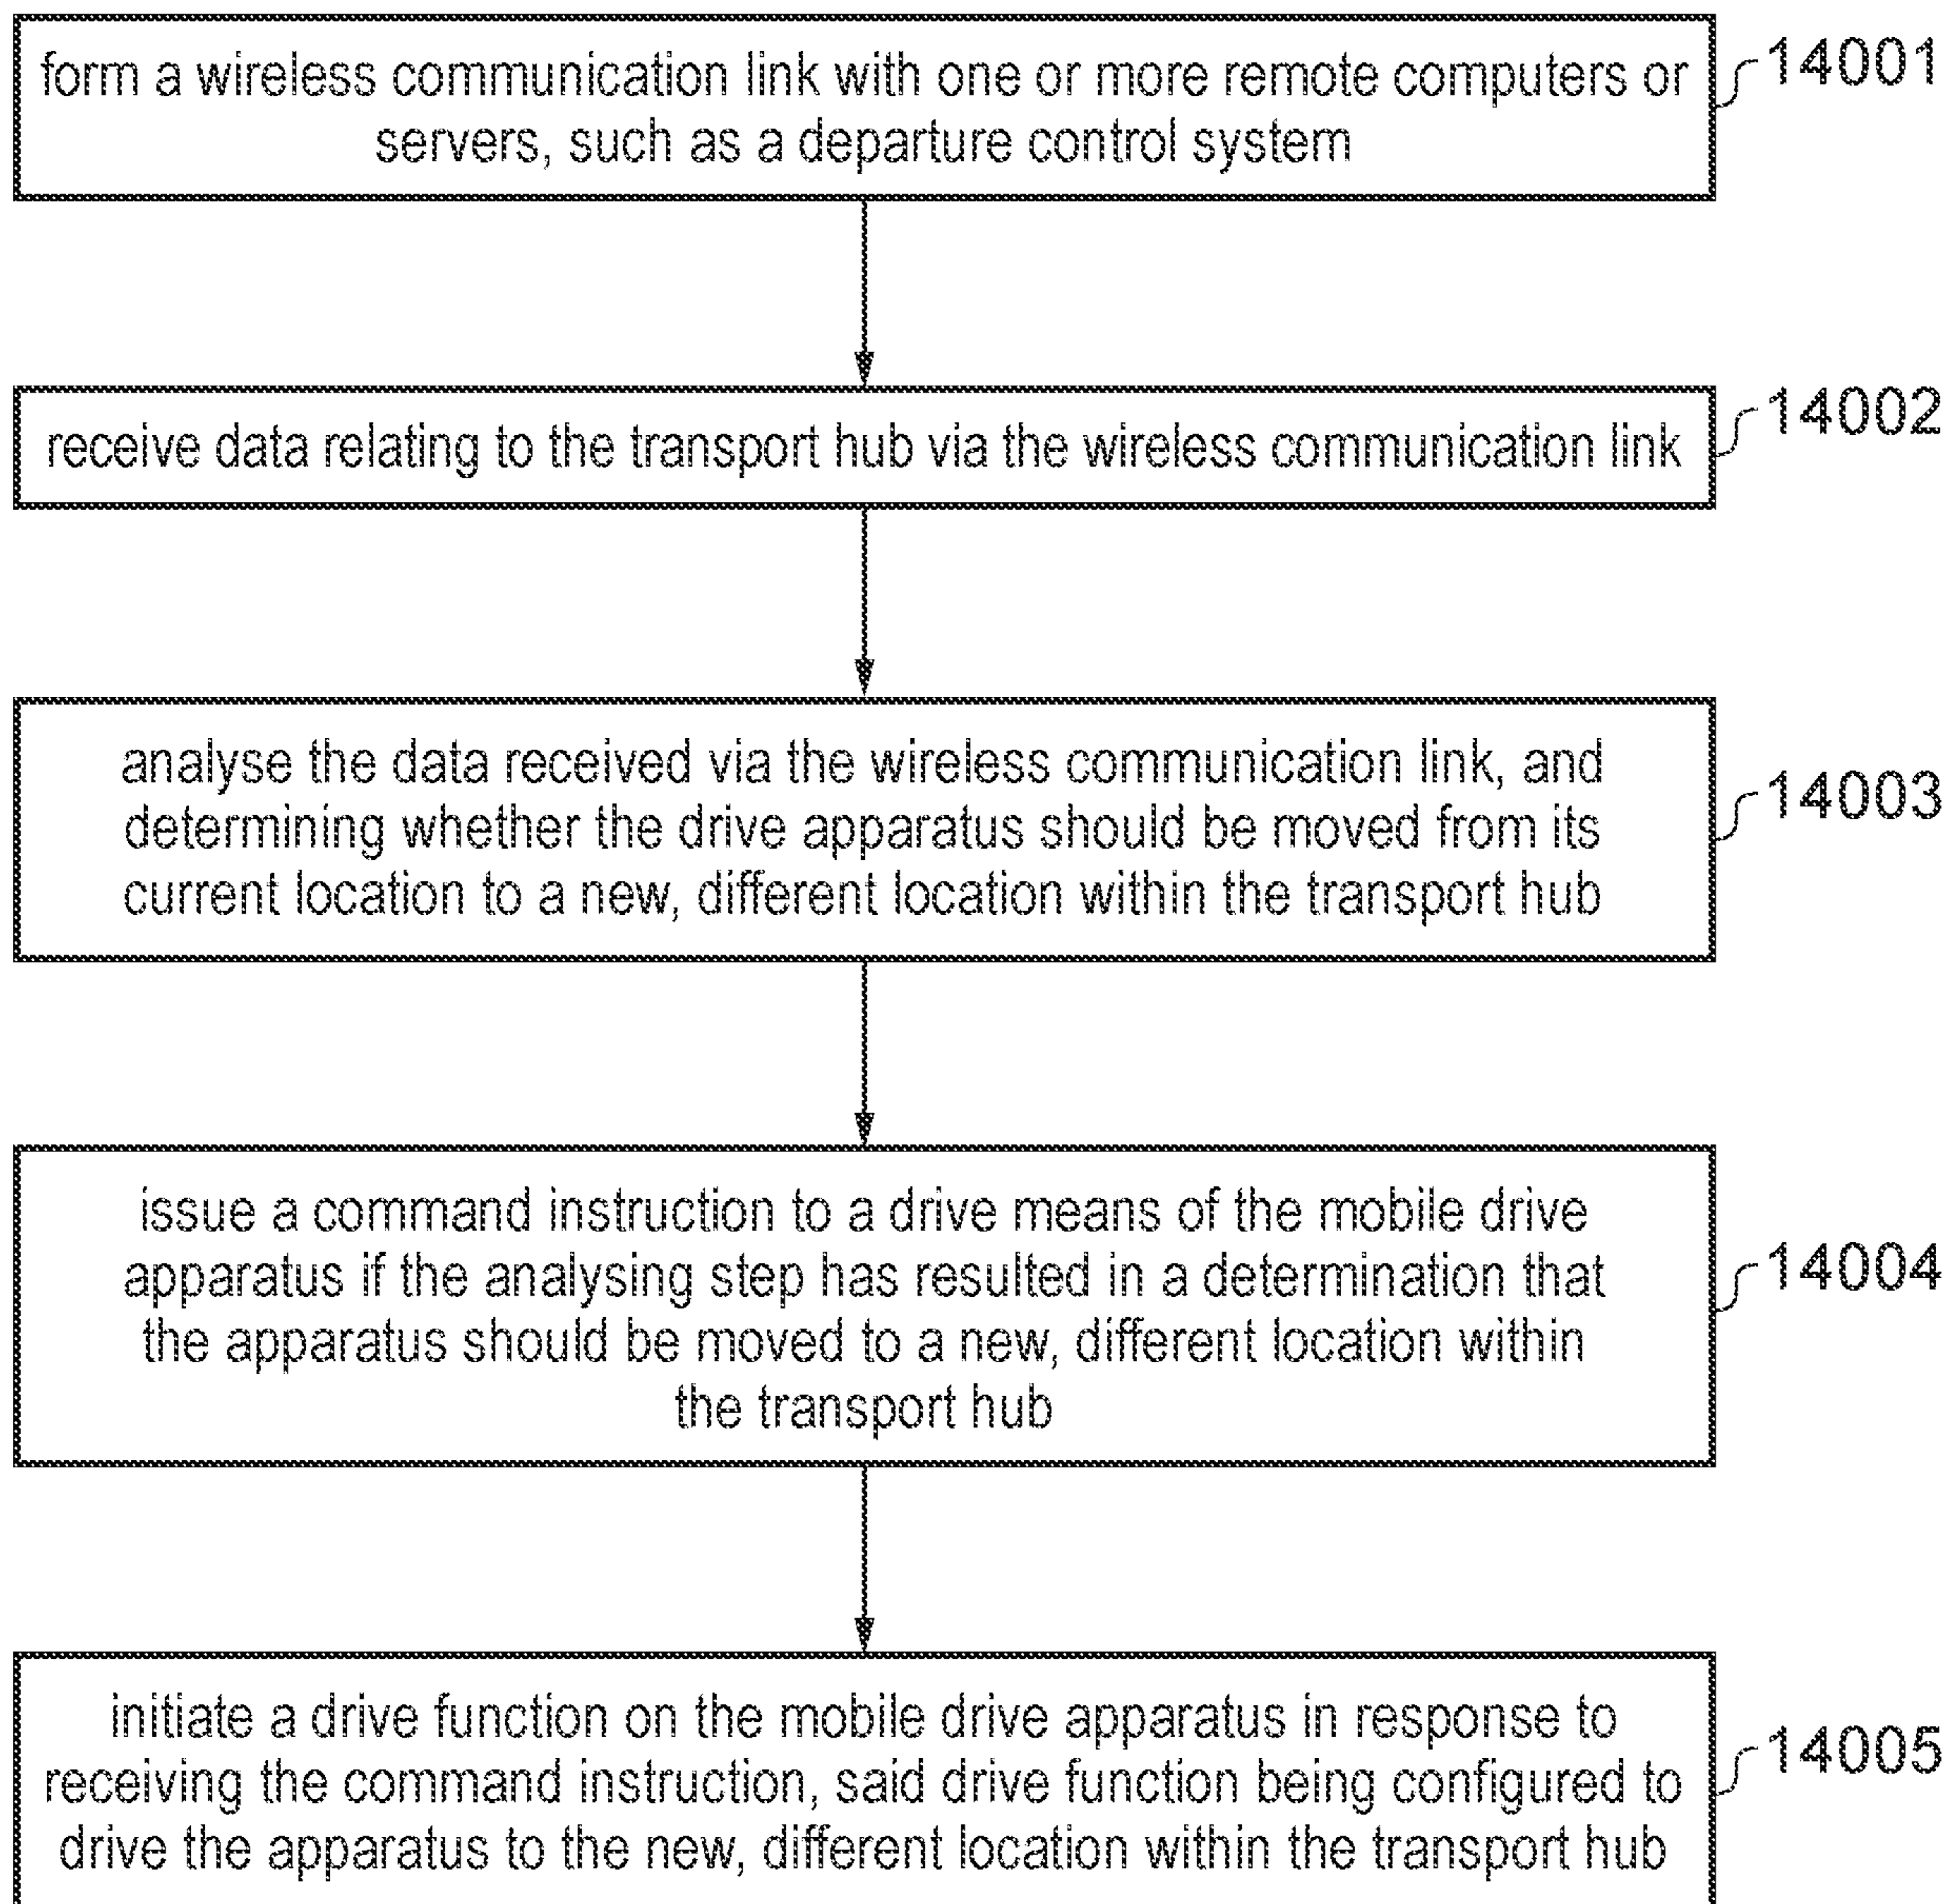 form a wireless communication link with one or more remote computers or
servers, such as a departure control system
14001
receive data relating to the transport hub via the wireless communication link
14002
analyse the data received via the wireless communication link, and
determining whether the drive apparatus should be moved from its
current location to a new, different location within the transport hub
14003
issue a command instruction to a drive means of the mobile drive
apparatus if the analysing step has resulted in a determination that
the apparatus should be moved to a new, different location within
the transport hub
14004
initiate a drive function on the mobile drive apparatus in response to
receiving the command instruction, said drive function being configured to
drive the apparatus to the new, different location within the transport hub
14005